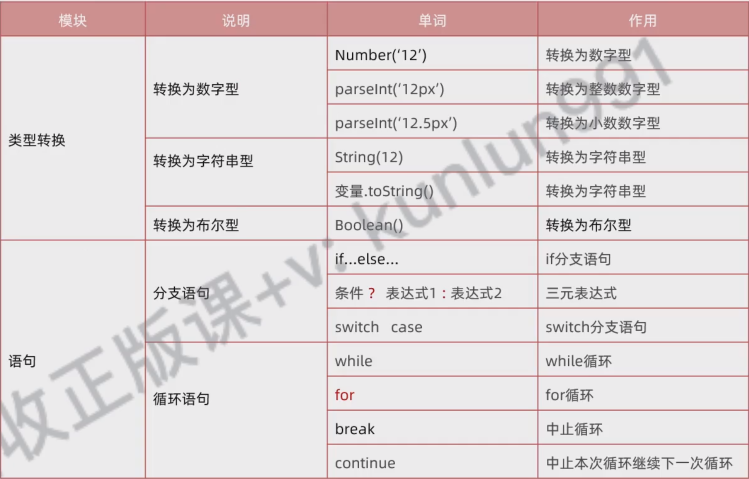 模块 说明 单词 作用
类型转换 转换为数字型 Number(‘12’) 转换为数字型
parseInt(‘12px’) 转换为整数数字型
parseInt(‘12.5px’) 转换为小数数字型
转换为字符串型 String(12) 转换为字符串型
变量.toString() 转换为字符串型
转换为布尔型 Boolean() 转换为布尔型
语句 分支语句 if...else... if分支语句
条件 ? 表达式1 : 表达式2 三元表达式
switch case switch分支语句
循环语句 while while循环
for for循环
break 中止循环
continue 中止本次循环继续下一次循环
收正版课+v: kunlun991